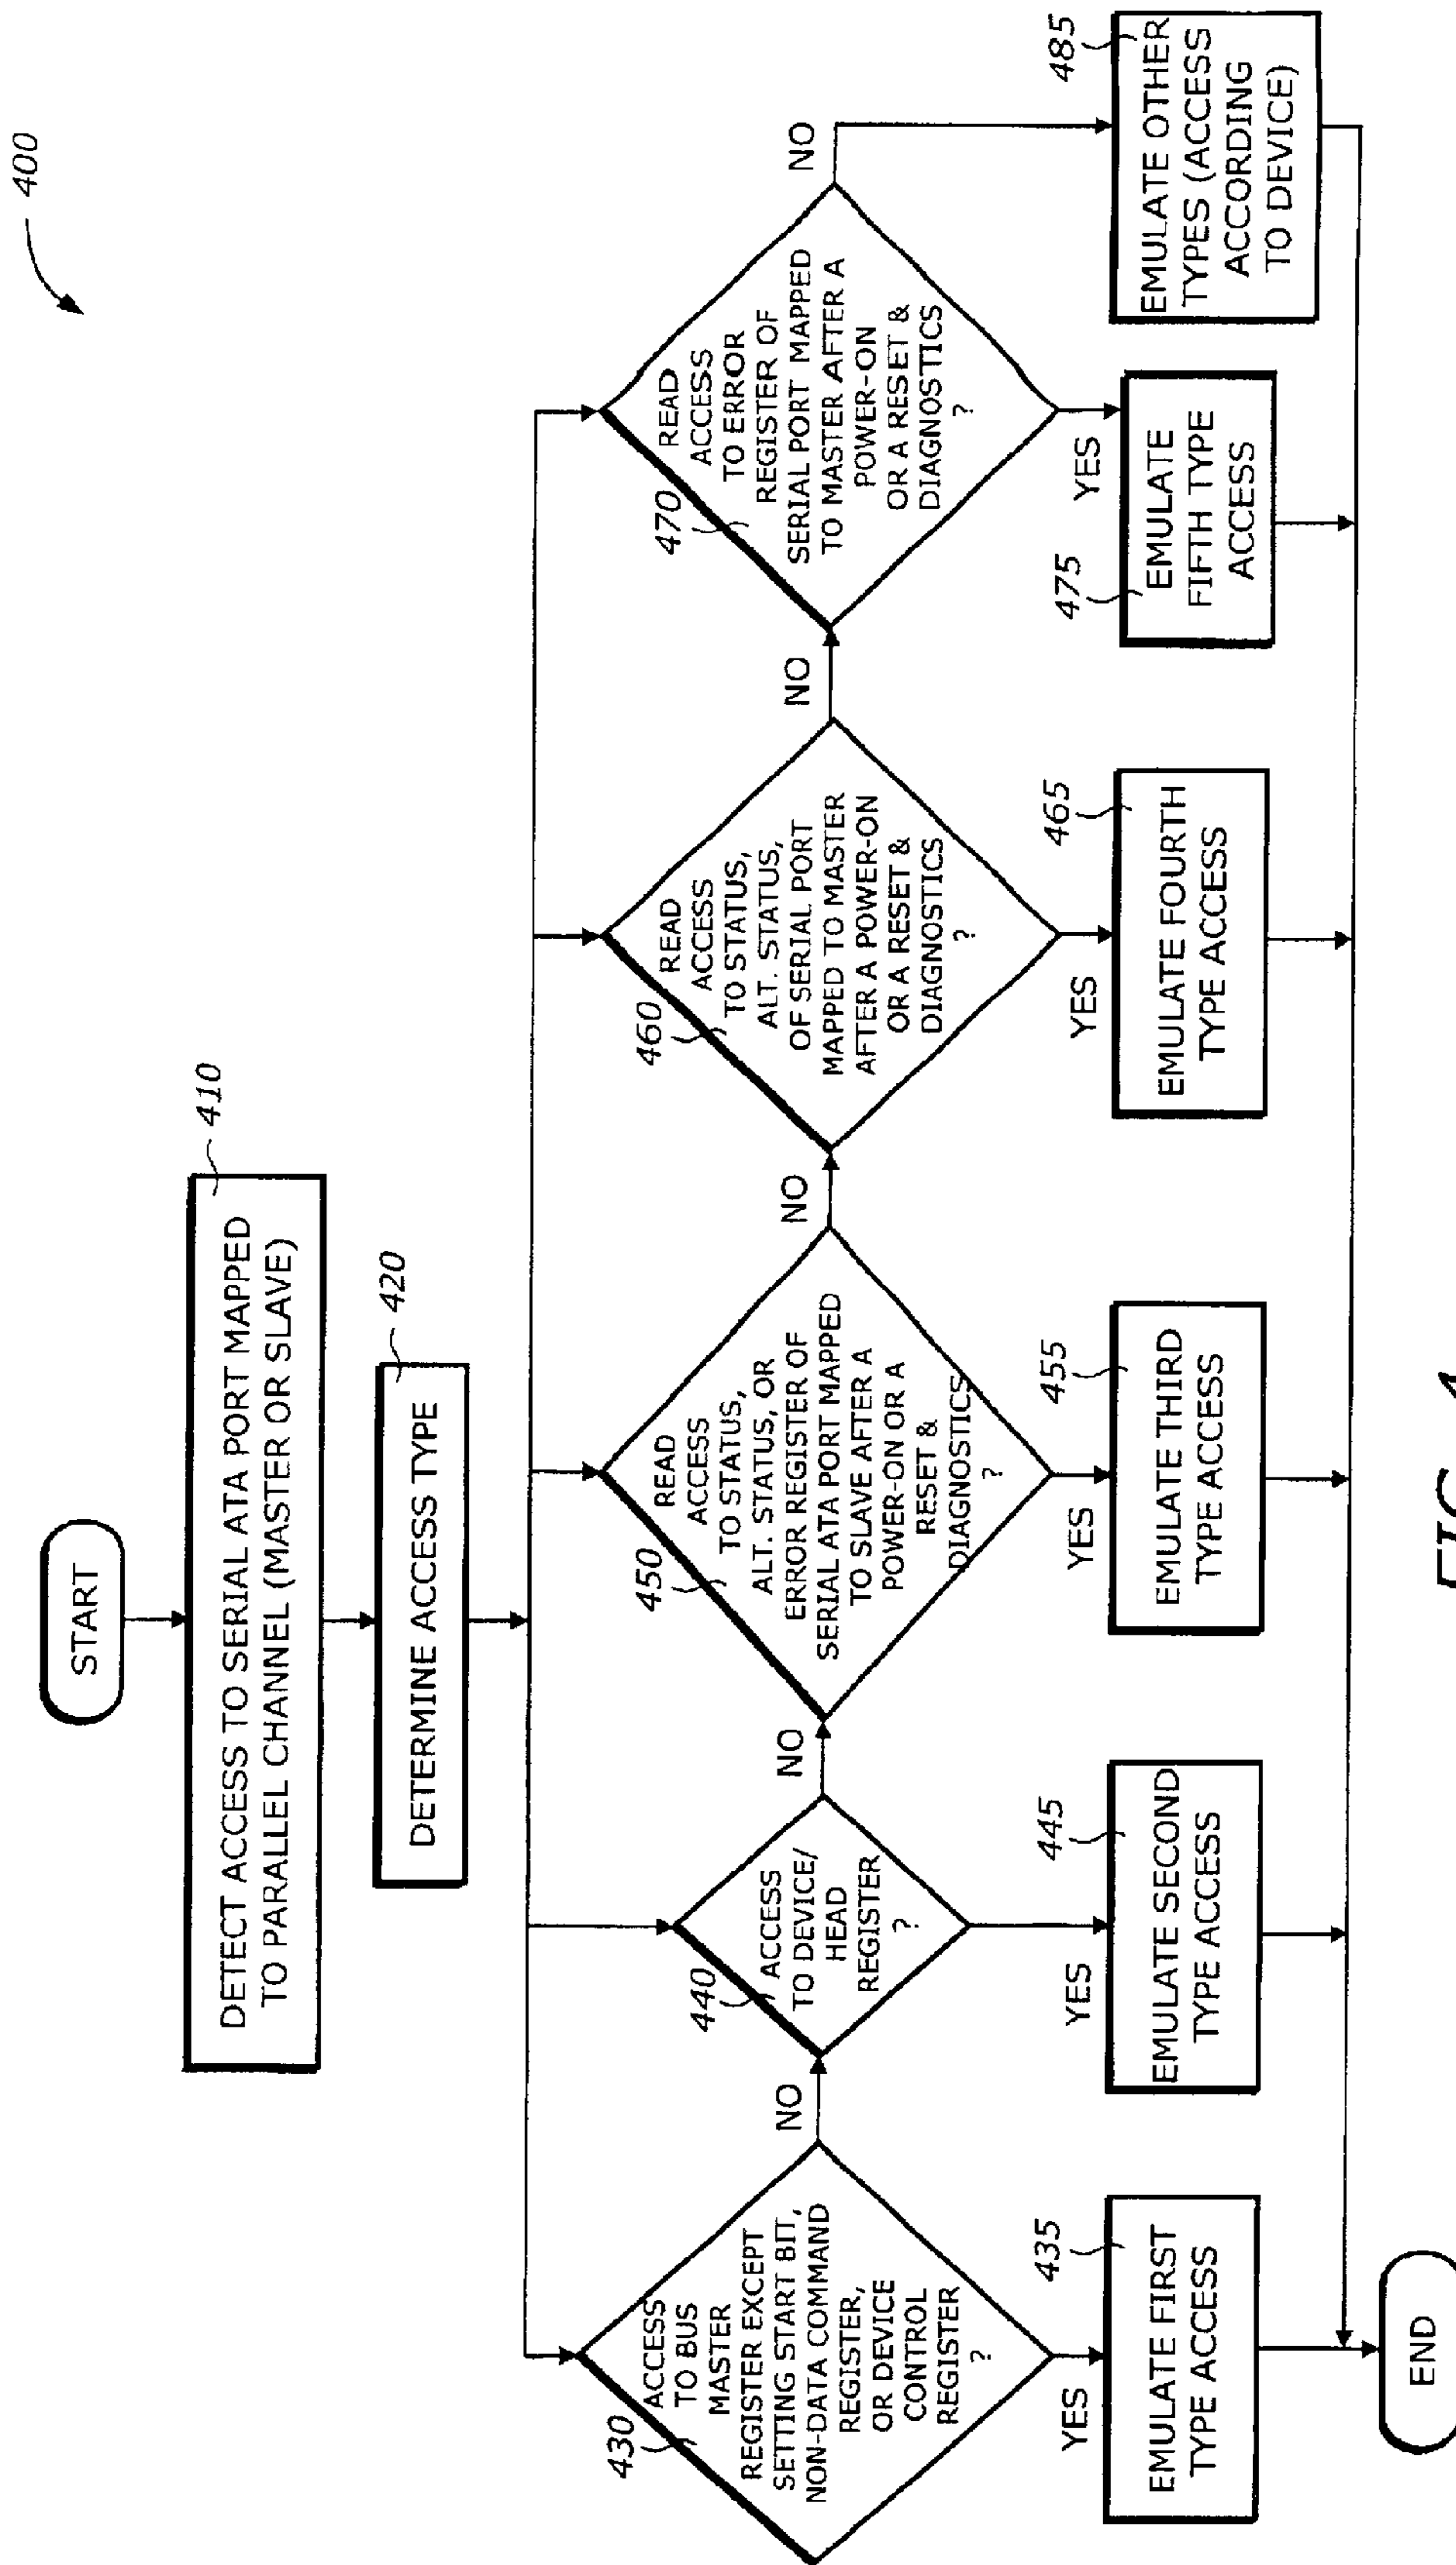 400
START
DETECT ACCESS TO SERIAL ATA PORT MAPPED
TO PARALLEL CHANNEL (MASTER OR SLAVE)
410
DETERMINE ACCESS TYPE
420
430
ACCESS
TO BUS
MASTER
REGISTER EXCEPT
SETTING START BIT,
NON-DATA COMMAND
REGISTER,
OR DEVICE
CONTROL
REGISTER
?
NO
YES
435
EMULATE FIRST
TYPE ACCESS
440
ACCESS
TO DEVICE/
HEAD
REGISTER
?
NO
YES
445
EMULATE SECOND
TYPE ACCESS
450
READ
ACCESS
TO STATUS,
ALT. STATUS, OR
ERROR REGISTER OF
SERIAL ATA PORT MAPPED
TO SLAVE AFTER A
POWER-ON OR A
RESET &
DIAGNOSTICS
?
NO
YES
455
EMULATE THIRD
TYPE ACCESS
460
READ
ACCESS
TO STATUS,
ALT. STATUS,
OF SERIAL PORT
MAPPED TO MASTER
AFTER A POWER-ON
OR A RESET &
DIAGNOSTICS
?
NO
YES
465
EMULATE FOURTH
TYPE ACCESS
470
READ
ACCESS
TO ERROR
REGISTER OF
SERIAL PORT MAPPED
TO MASTER AFTER A
POWER-ON
OR A RESET &
DIAGNOSTICS
?
NO
YES
475
EMULATE
FIFTH TYPE
ACCESS
485
EMULATE OTHER
TYPES (ACCESS
ACCORDING
TO DEVICE)
END